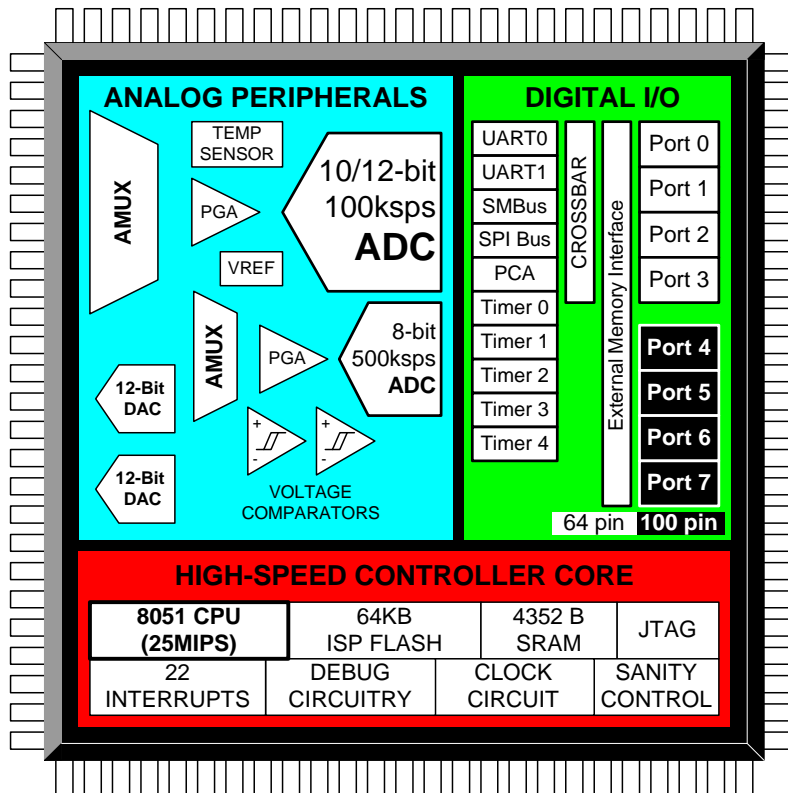 ANALOG PERIPHERALS
AMUX
TEMP
SENSOR
PGA
VREF
10/12-bit
100ksps
ADC
AMUX
PGA
8-bit
500ksps
ADC
12-Bit
DAC
12-Bit
DAC
+
-
+
-
VOLTAGE
COMPARATORS
DIGITAL I/O
UART0
UART1
SMBus
SPI Bus
PCA
Timer 0
Timer 1
Timer 2
Timer 3
Timer 4
CROSSBAR
External Memory Interface
Port 0
Port 1
Port 2
Port 3
Port 4
Port 5
Port 6
Port 7
64 pin 100 pin
HIGH-SPEED CONTROLLER CORE
8051 CPU
(25MIPS)
64KB
ISP FLASH
4352 B
SRAM
JTAG
22
INTERRUPTS
DEBUG
CIRCUITRY
CLOCK
CIRCUIT
SANITY
CONTROL